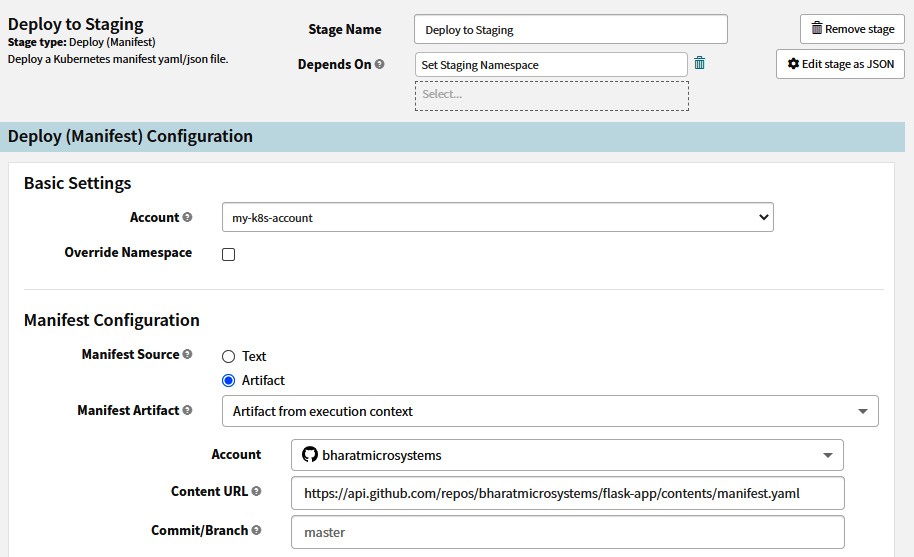 Deploy to Staging
Stage type: Deploy (Manifest)
Deploy a Kubernetes manifest yaml/json file.
Stage Name
Deploy to Staging
Remove stage
Depends On ?
Set Staging Namespace
Edit stage as JSON
Select...
Deploy (Manifest) Configuration
Basic Settings
Account ?
my-k8s-account
Override Namespace
Manifest Configuration
Manifest Source ?
Text
Artifact
Manifest Artifact ?
Artifact from execution context
Account
bharatmicrosystems
Content URL ?
https://api.github.com/repos/bharatmicrosystems/flask-app/contents/manifest.yaml
Commit/Branch ?
master